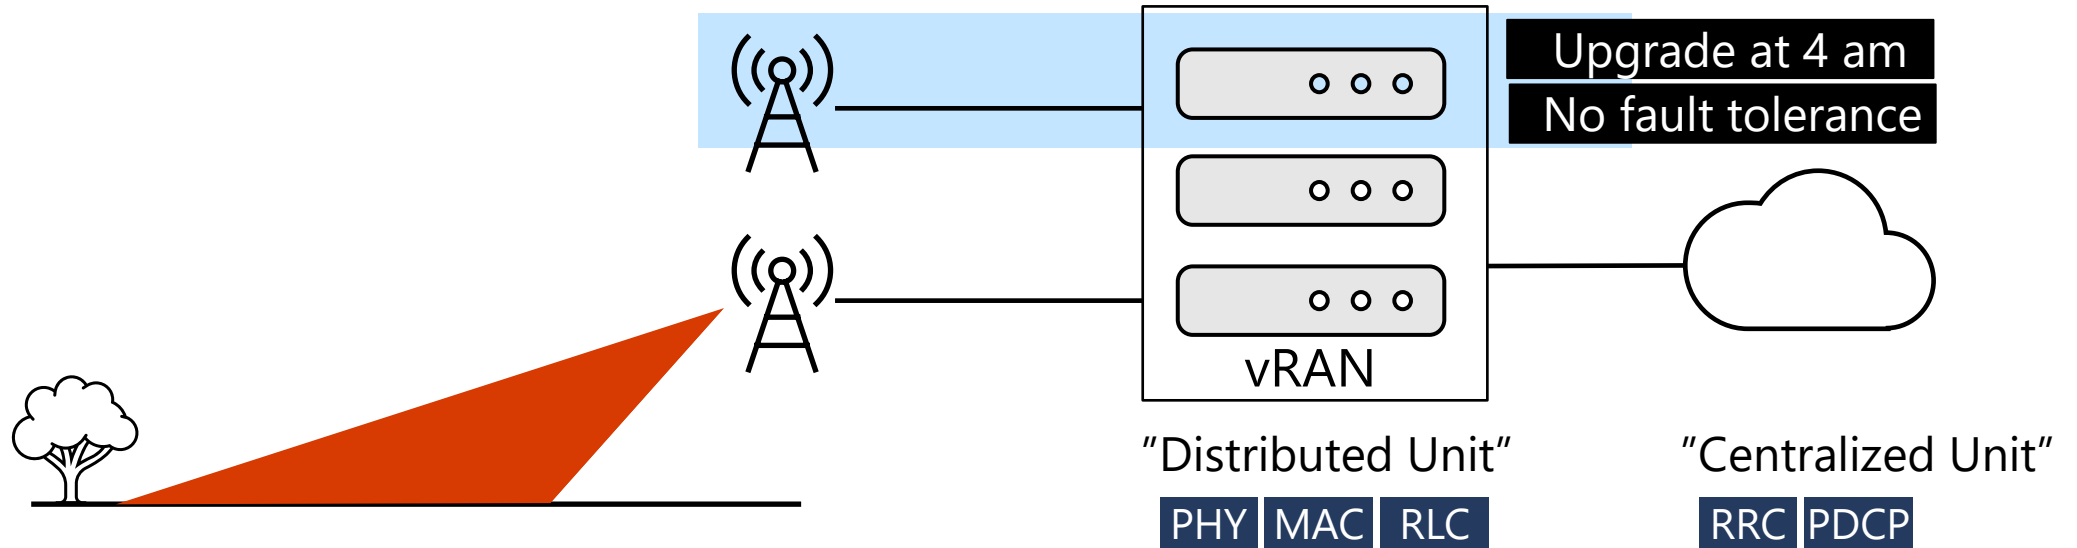 Upgrade at 4 am
No fault tolerance
vRAN
"Distributed Unit"
"Centralized Unit"
PHY MAC RLC
RRC PDCP